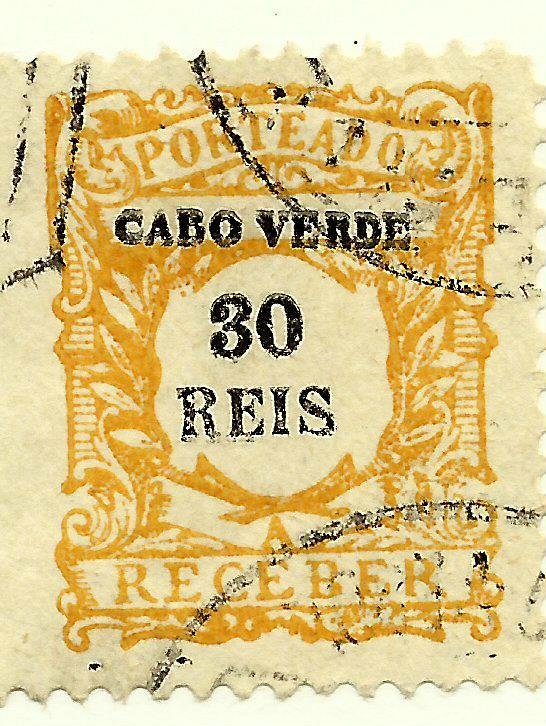 PORTEADO
CABO VERDE
30
REIS
A
RECEBER